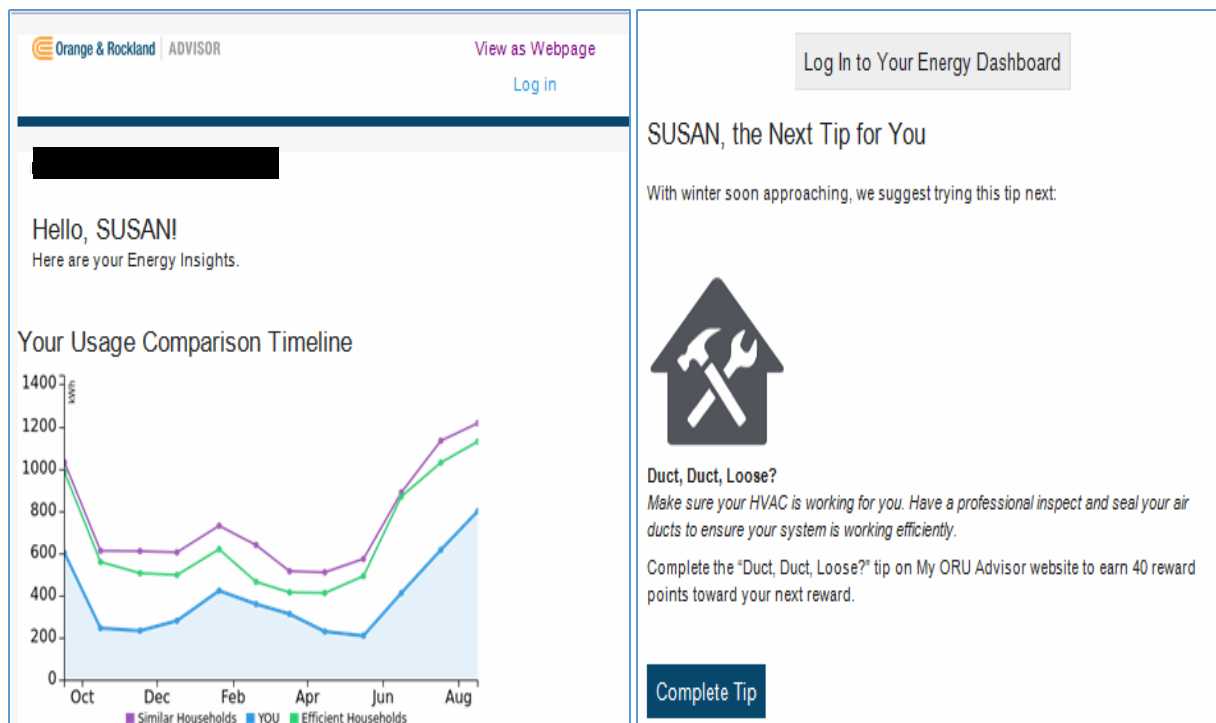 Orange & Rockland ADVISOR
View as Webpage
Log in
Hello, SUSAN!
Here are your Energy Insights.
Your Usage Comparison Timeline
1400
kWh
1200
1000
800
600
400
200
0
Oct Dec Feb Apr Jun Aug
Similar Households YOU Efficient Households
Log In to Your Energy Dashboard
SUSAN, the Next Tip for You
With winter soon approaching, we suggest trying this tip next:
Duct, Duct, Loose?
Make sure your HVAC is working for you. Have a professional inspect and seal your air
ducts to ensure your system is working efficiently.
Complete the “Duct, Duct, Loose?” tip on My ORU Advisor website to earn 40 reward
points toward your next reward.
Complete Tip